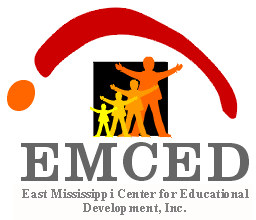 EMCED
East Mississippi Center for Educational
Development, Inc.